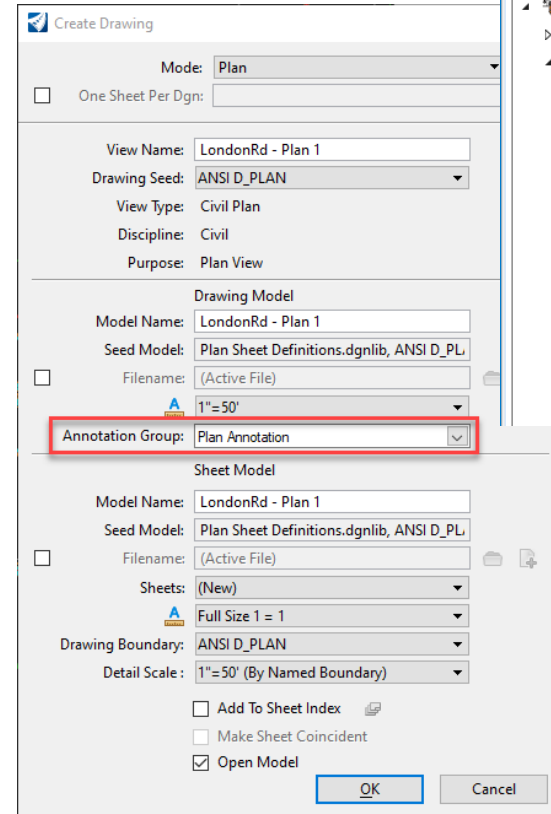 Create Drawing
Mode: Plan
One Sheet Per Dgn:
View Name: LondonRd - Plan 1
Drawing Seed: ANSI D_PLAN
View Type: Civil Plan
Discipline: Civil
Purpose: Plan View
Drawing Model
Model Name: LondonRd - Plan 1
Seed Model: Plan Sheet Definitions.dgnlib, ANSI D_PL
Filename: (Active File)
A 1"=50'
Annotation Group: Plan Annotation
Sheet Model
Model Name: LondonRd - Plan 1
Seed Model: Plan Sheet Definitions.dgnlib, ANSI D_PL
Filename: (Active File)
Sheets: (New)
A Full Size 1 = 1
Drawing Boundary: ANSI D_PLAN
Detail Scale : 1"=50' (By Named Boundary)
Add To Sheet Index
Make Sheet Coincident
Open Model
OK Cancel